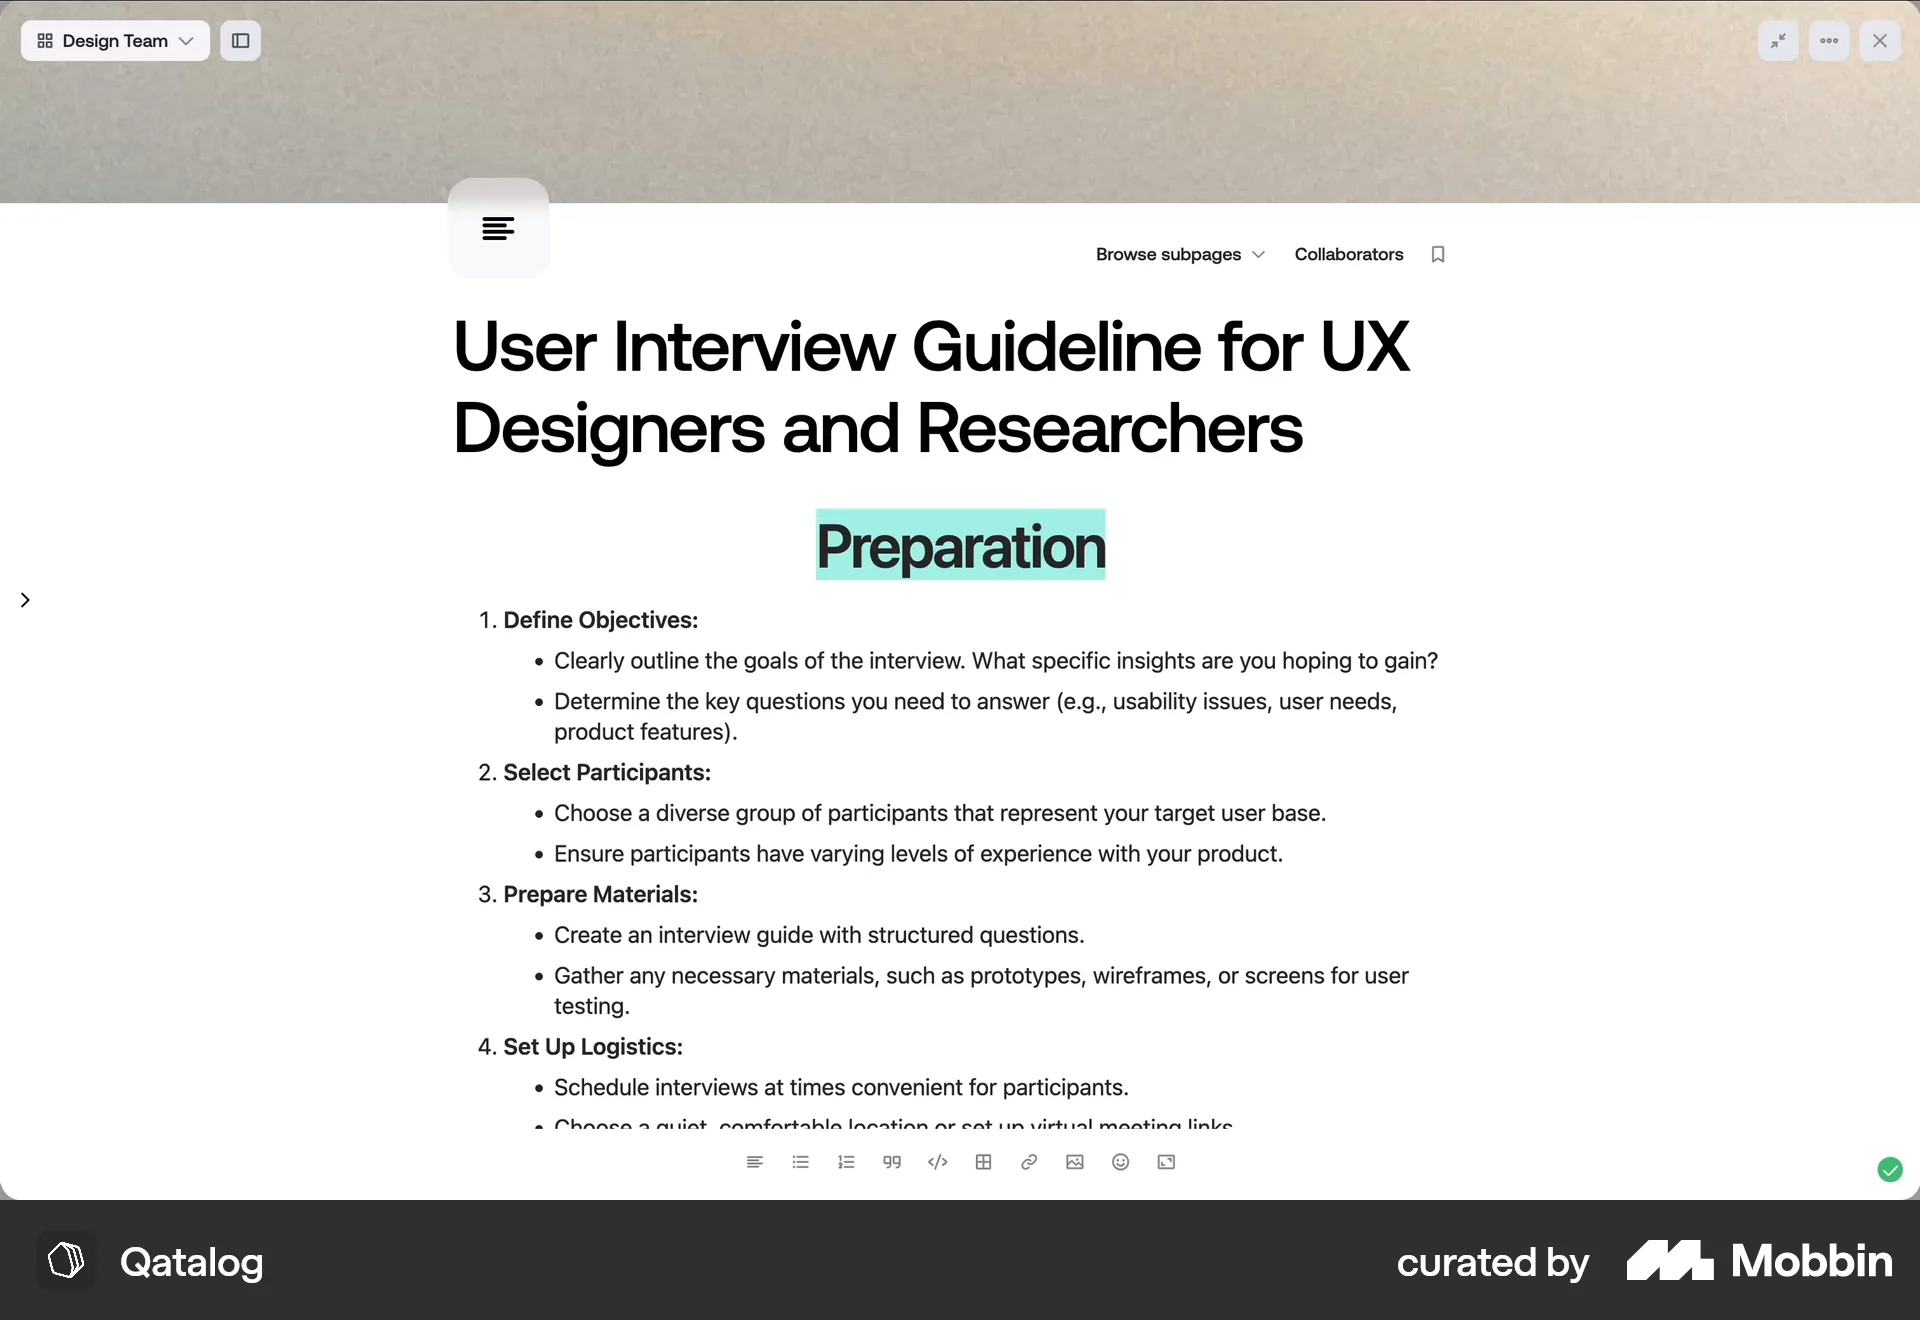 Design Team
Browse subpages
Collaborators
User Interview Guideline for UX
Designers and Researchers
Preparation
1. Define Objectives:
• Clearly outline the goals of the interview. What specific insights are you hoping to gain?
• Determine the key questions you need to answer (e.g., usability issues, user needs,
product features).
2. Select Participants:
• Choose a diverse group of participants that represent your target user base.
• Ensure participants have varying levels of experience with your product.
3. Prepare Materials:
• Create an interview guide with structured questions.
• Gather any necessary materials, such as prototypes, wireframes, or screens for user
testing.
4. Set Up Logistics:
• Schedule interviews at times convenient for participants.
• Choose a quiet, comfortable location or set up virtual meeting links
Qatalog
curated by
Mobbin